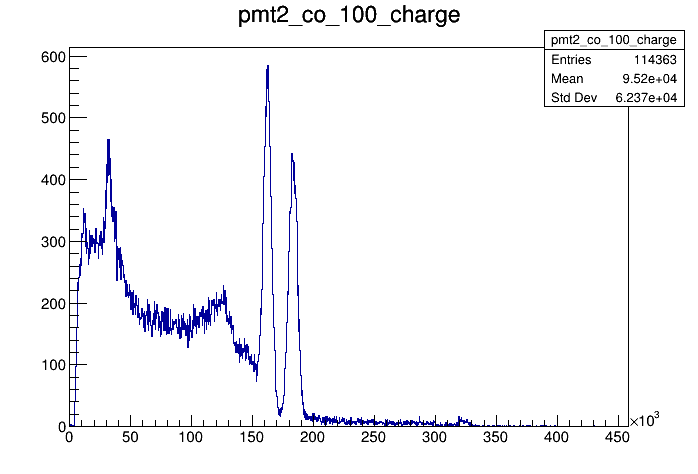 pmt2_co_100_charge
pmt2_co_100_charge
Entries 114363
Mean 9.52e+04
Std Dev 6.237e+04
600
500
400
300
200
100
0
0 50 100 150 200 250 300 350 400 450
×10³